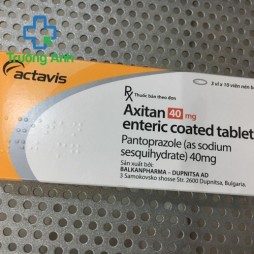 Trường Anh
actavis
Rx Thuốc bán theo đơn
3 vỉ x 10 viên nén b
Axitan 40 mg
enteric coated tablet
Pantoprazole (as sodium
sesquihydrate) 40mg
Sản xuất bởi:
BALKANPHARMA - DUPNITSA AD
3 Samokovsko shosse Str. 2600 Dupnitsa, Bulgaria.